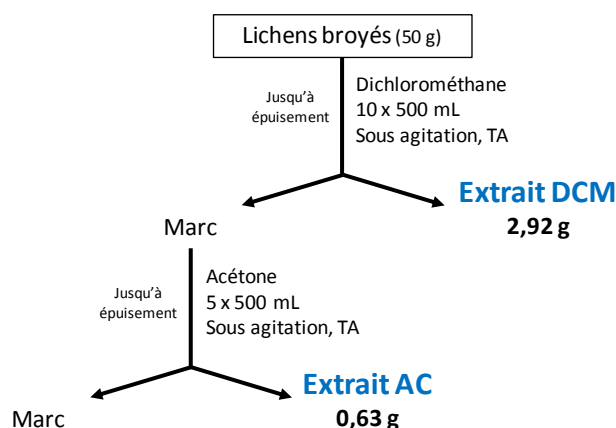 Lichens broyés (50 g)
Jusqu'à
épuisement
Dichlorométhane
10 x 500 mL
Sous agitation, TA
Marc
Extrait DCM
2,92 g
Jusqu'à
épuisement
Acétone
5 x 500 mL
Sous agitation, TA
Marc
Extrait AC
0,63 g